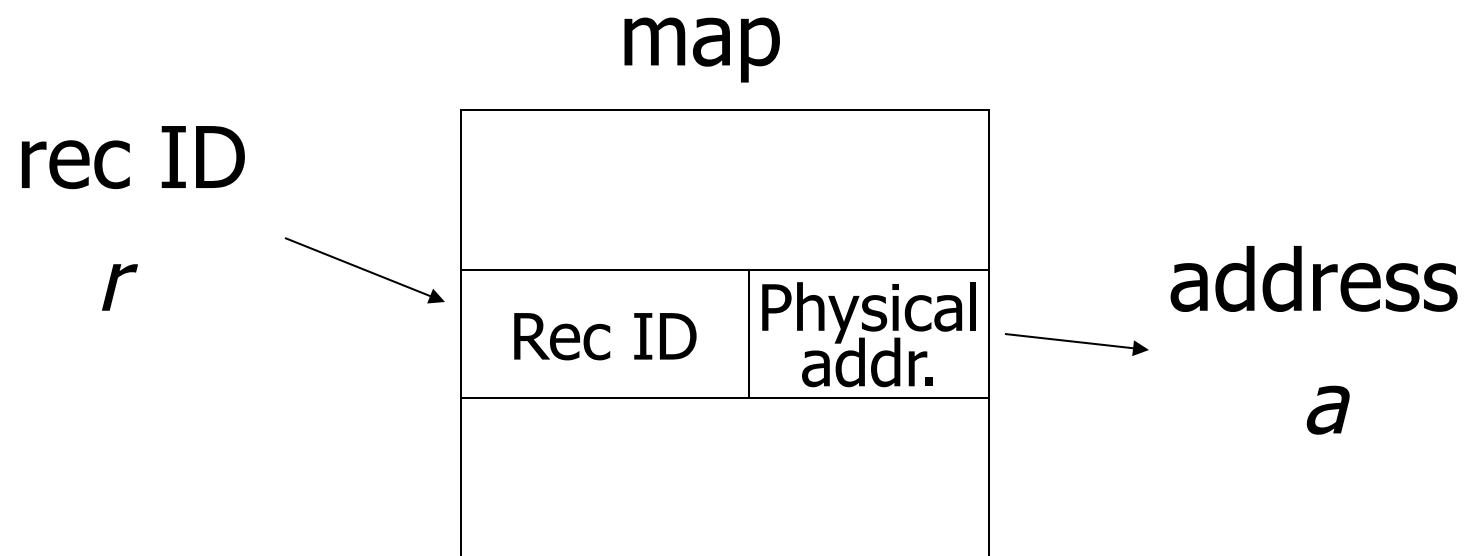 map
rec ID
r
Rec ID
Physical
addr.
address
a